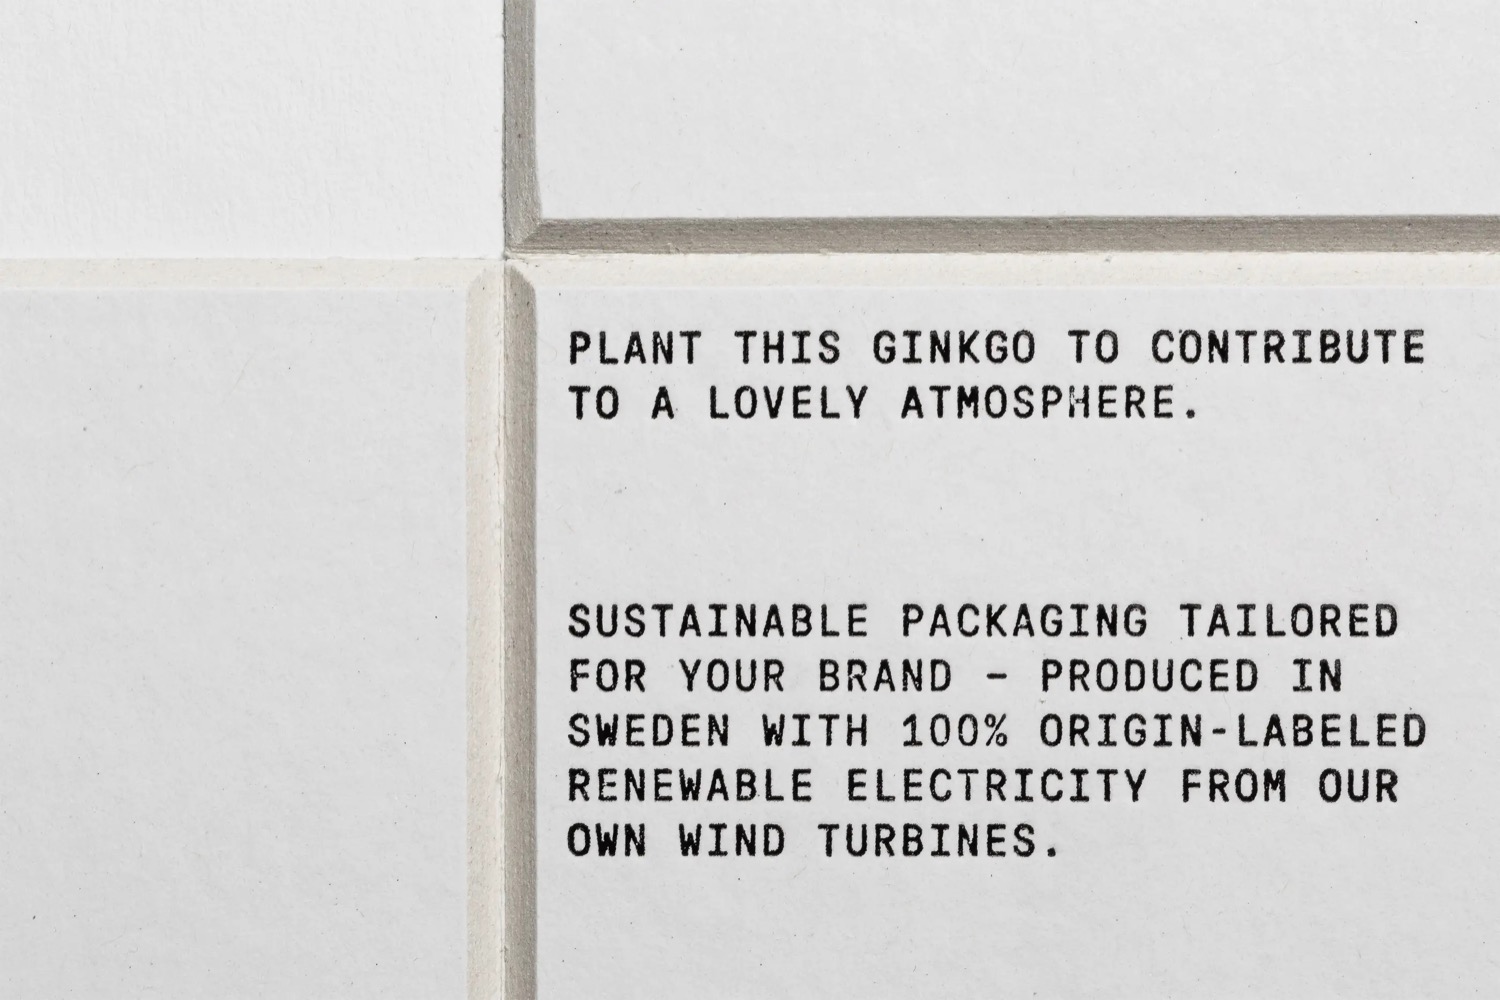 PLANT THIS GINKGO TO CONTRIBUTE
TO A LOVELY ATMOSPHERE.
SUSTAINABLE PACKAGING TAILORED
FOR YOUR BRAND – PRODUCED IN
SWEDEN WITH 100% ORIGIN-LABELED
RENEWABLE ELECTRICITY FROM OUR
OWN WIND TURBINES.